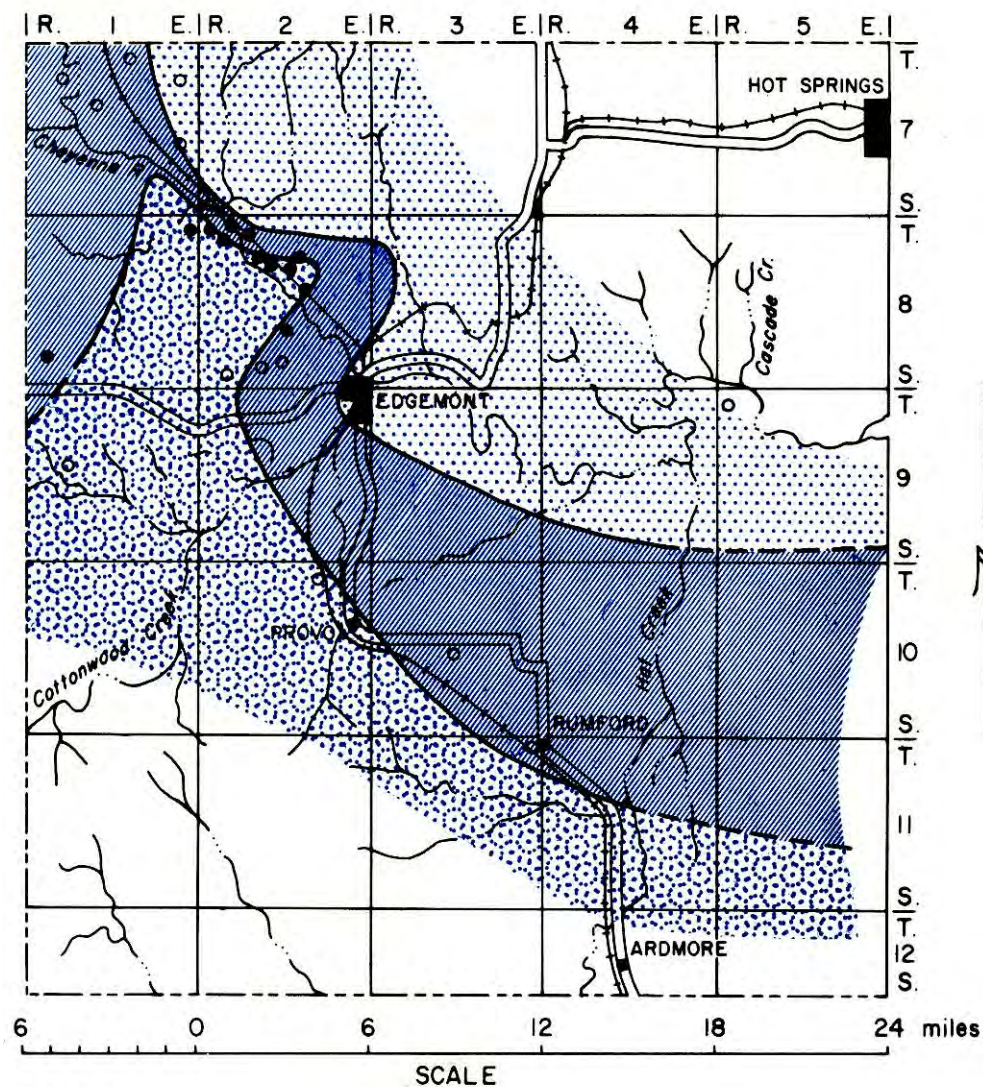 R. 1 E. R. 2 E. R. 3 E. R. 4 E. R. 5 E.
T. 7 S.
HOT SPRINGS
Cheyenne R.
T. 8 S.
Cascade Cr.
EDGEMONT
T. 9 S.
T. 10 S.
Hat Creek
PROVO
Cottonwood Creek
RUMFORD
T. 11 S.
T. 12 S.
ARDMORE
6 0 6 12 18 24 miles
SCALE